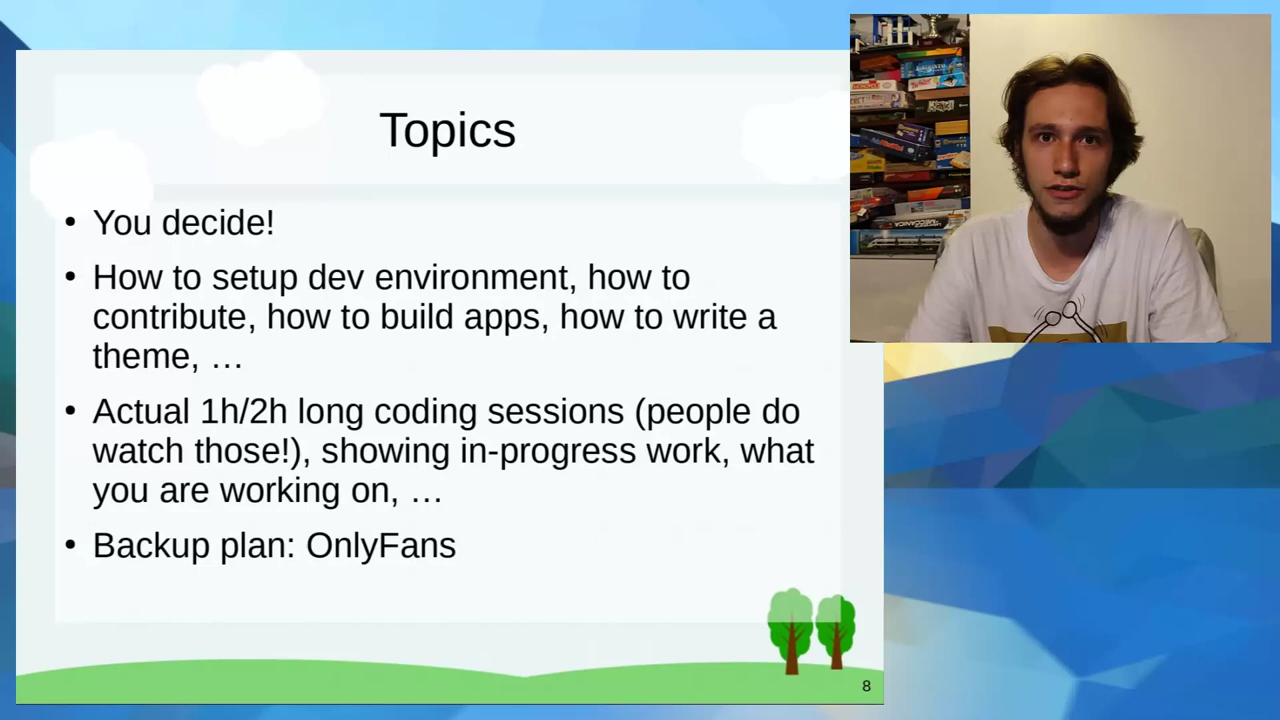 Topics
• You decide!
• How to setup dev environment, how to
contribute, how to build apps, how to write a
theme, …
• Actual 1h/2h long coding sessions (people do
watch those!), showing in-progress work, what
you are working on, …
• Backup plan: OnlyFans
8